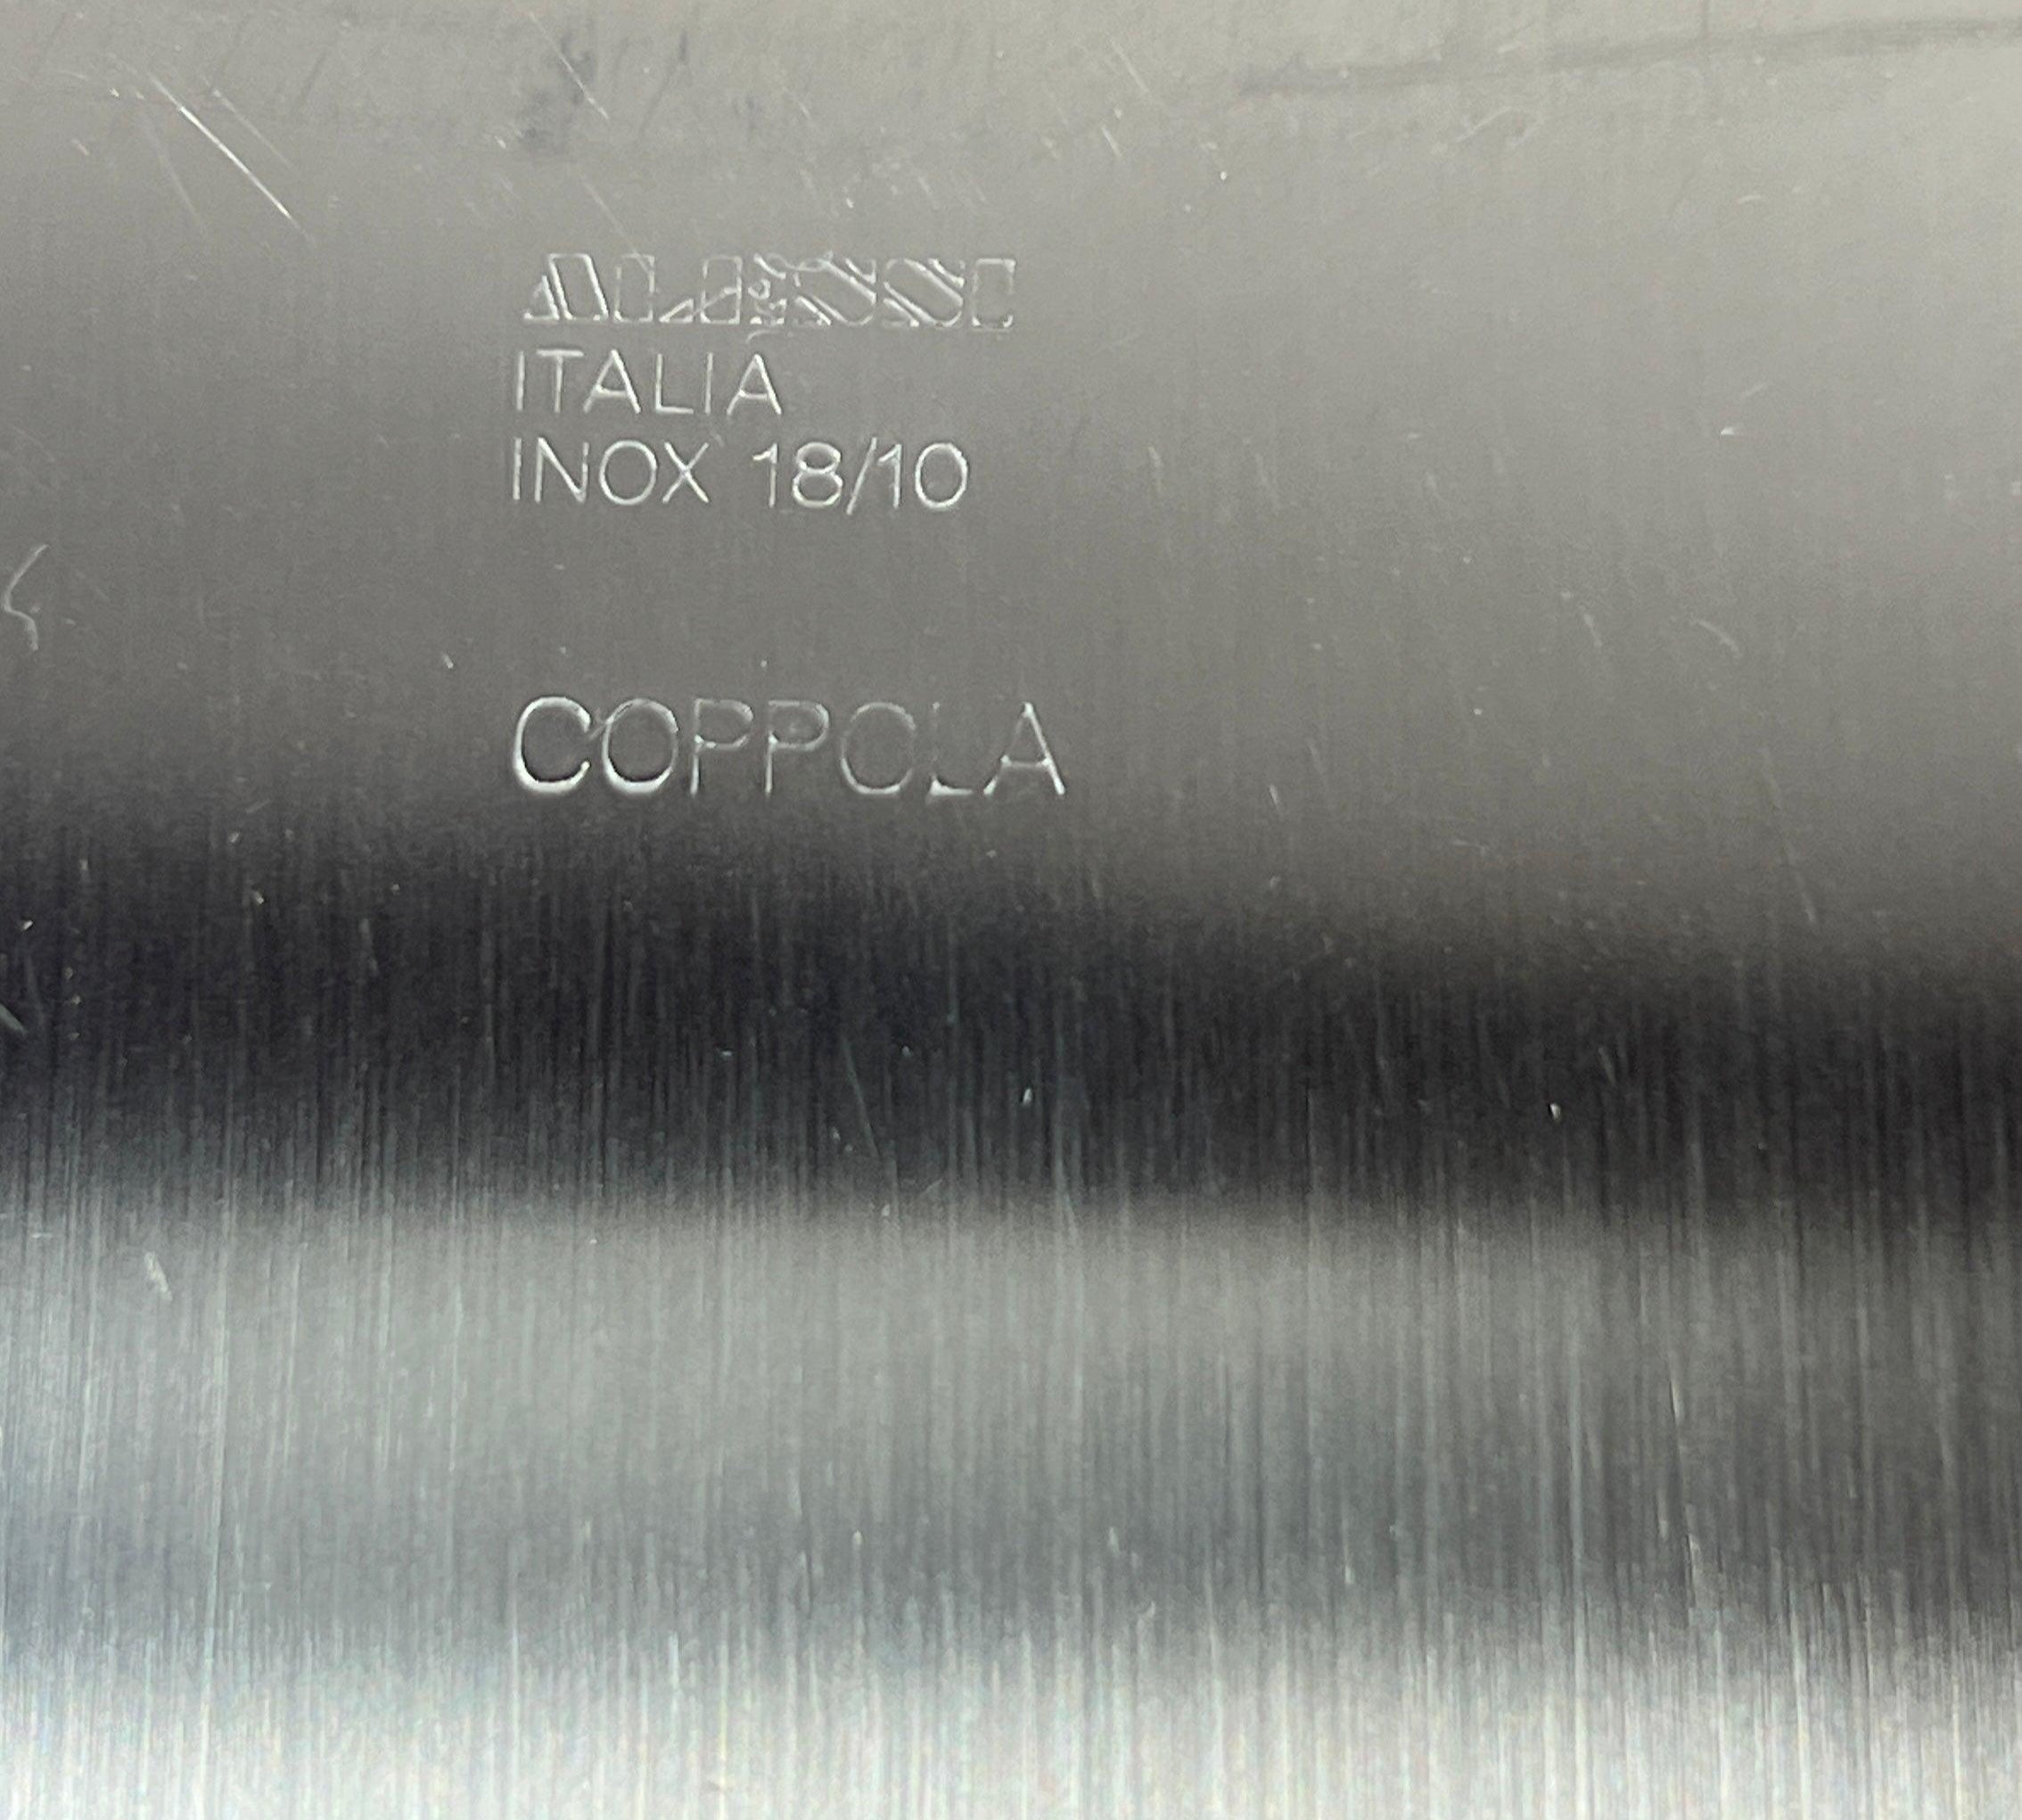 ALESSI
ITALIA
INOX 18/10
COPPOLA